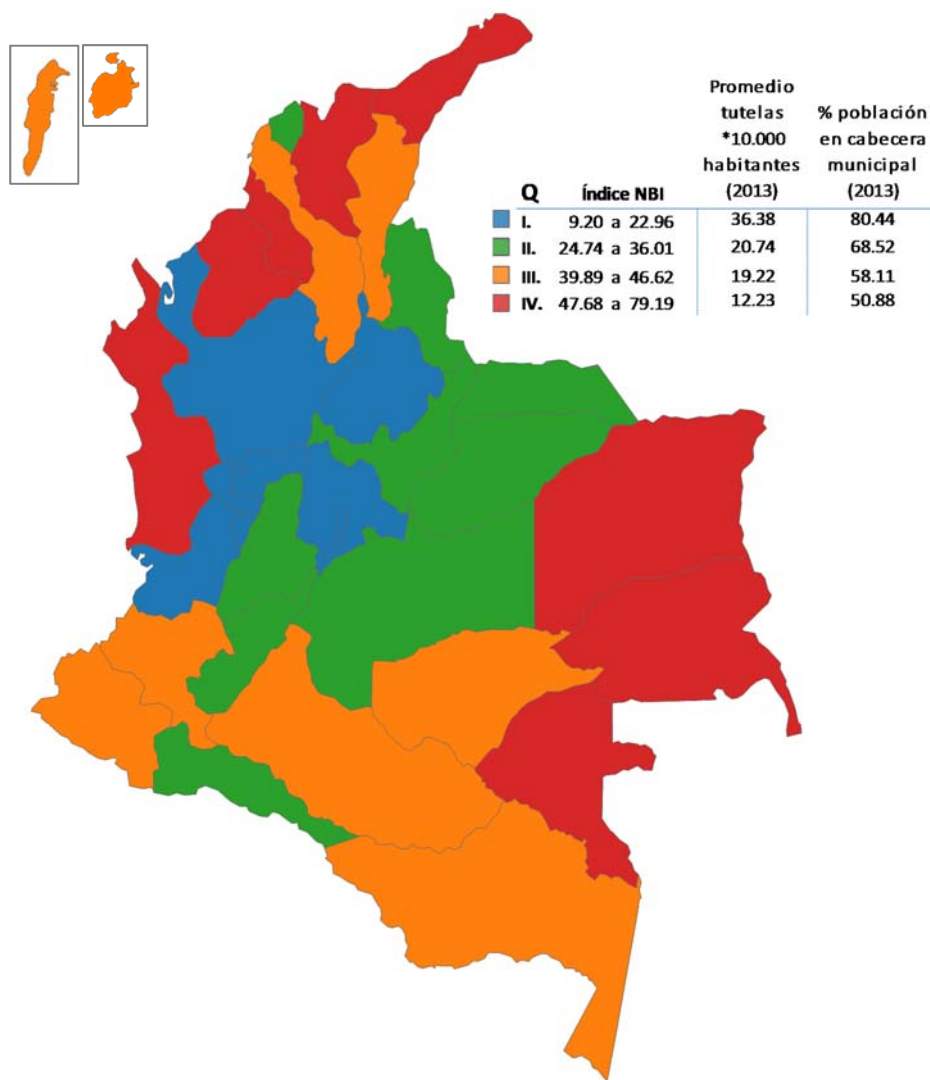 Promedio
tutelas
*10.000
habitantes
(2013)
% población
en cabecera
municipal
(2013)
Q Índice NBI
I. 9.20 a 22.96 36.38 80.44
II. 24.74 a 36.01 20.74 68.52
III. 39.89 a 46.62 19.22 58.11
IV. 47.68 a 79.19 12.23 50.88